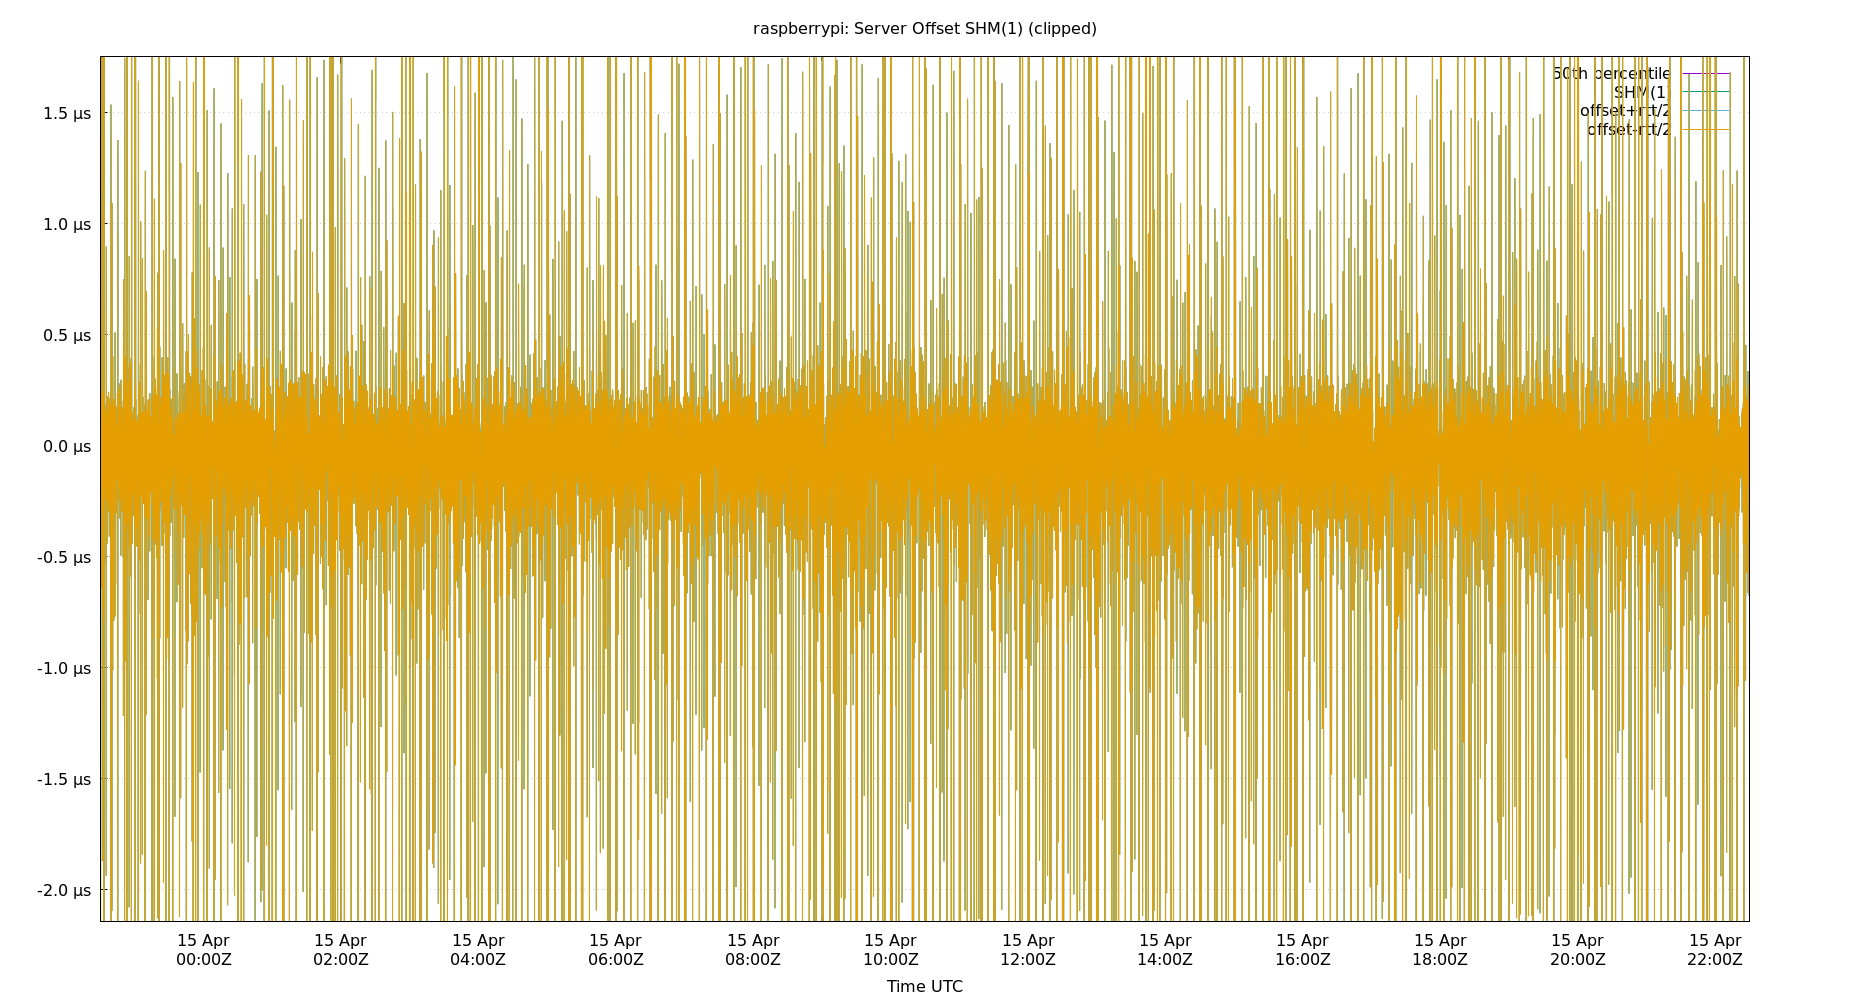 raspberrypi: Server Offset SHM(1) (clipped)
50th percentile
SHM(1)
offset+rtt/2
offset-rtt/2
1.5 µs
1.0 µs
0.5 µs
0.0 µs
-0.5 µs
-1.0 µs
-1.5 µs
-2.0 µs
15 Apr 15 Apr 15 Apr 15 Apr 15 Apr 15 Apr 15 Apr 15 Apr 15 Apr 15 Apr 15 Apr 15 Apr
00:00Z 02:00Z 04:00Z 06:00Z 08:00Z 10:00Z 12:00Z 14:00Z 16:00Z 18:00Z 20:00Z 22:00Z
Time UTC